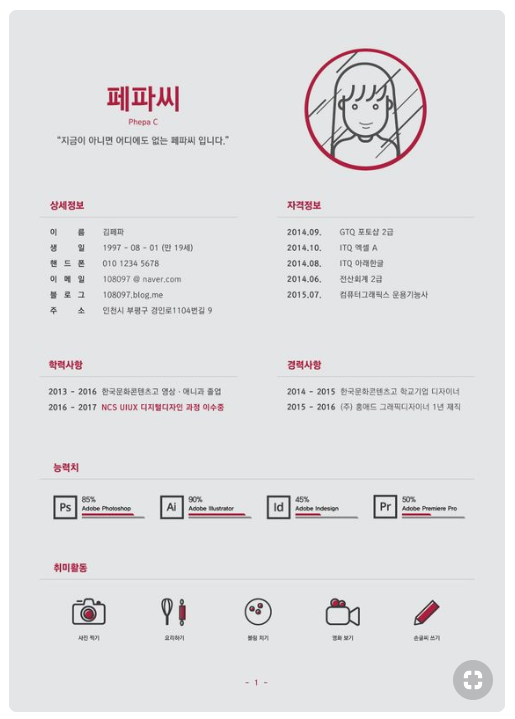 페파씨
Phepa C
"지금이 아니면 어디에도 없는 페파씨 입니다."
상세정보
이 름 김페파
생 일 1997 - 08 - 01 (만 19세)
핸 드 폰 010 1234 5678
이 메 일 108097 @ naver.com
블 로 그 108097.blog.me
주 소 인천시 부평구 경인로1104번길 9
자격정보
2014.09. GTQ 포토샵 2급
2014.10. ITQ 엑셀 A
2014.08. ITQ 아래한글
2014.06. 전산회계 2급
2015.07. 컴퓨터그래픽스 운용기능사
학력사항
2013 - 2016 한국문화콘텐츠고 영상·애니과 졸업
2016 - 2017 NCS UIUX 디지털디자인 과정 이수중
경력사항
2014 - 2015 한국문화콘텐츠고 학교기업 디자이너
2015 - 2016 (주) 홍애드 그래픽디자이너 1년 재직
능력치
Ps 85% Adobe Photoshop
Ai 90% Adobe Illustrator
Id 45% Adobe Indesign
Pr 50% Adobe Premiere Pro
취미활동
사진 찍기
요리하기
볼링 치기
영화 보기
손글씨 쓰기
- 1 -